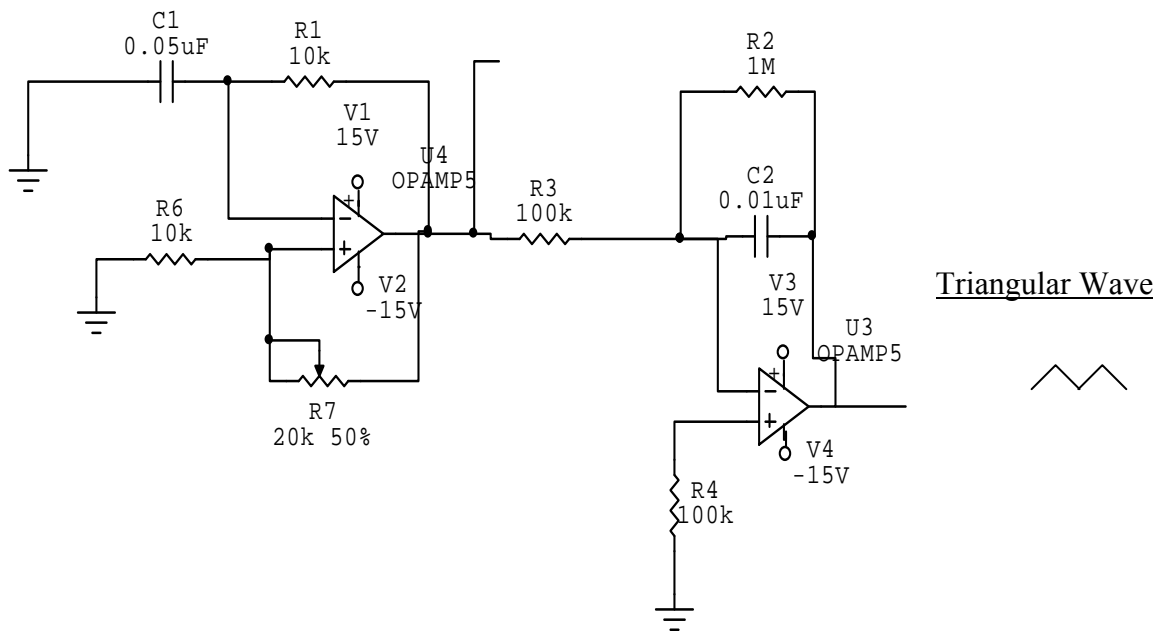 C1
0.05uF
R1
10k
V1
15V
U4
OPAMP5
R6
10k
V2
-15V
R7
20k 50%
R3
100k
R2
1M
C2
0.01uF
V3
15V
U3
OPAMP5
V4
-15V
R4
100k
Triangular Wave